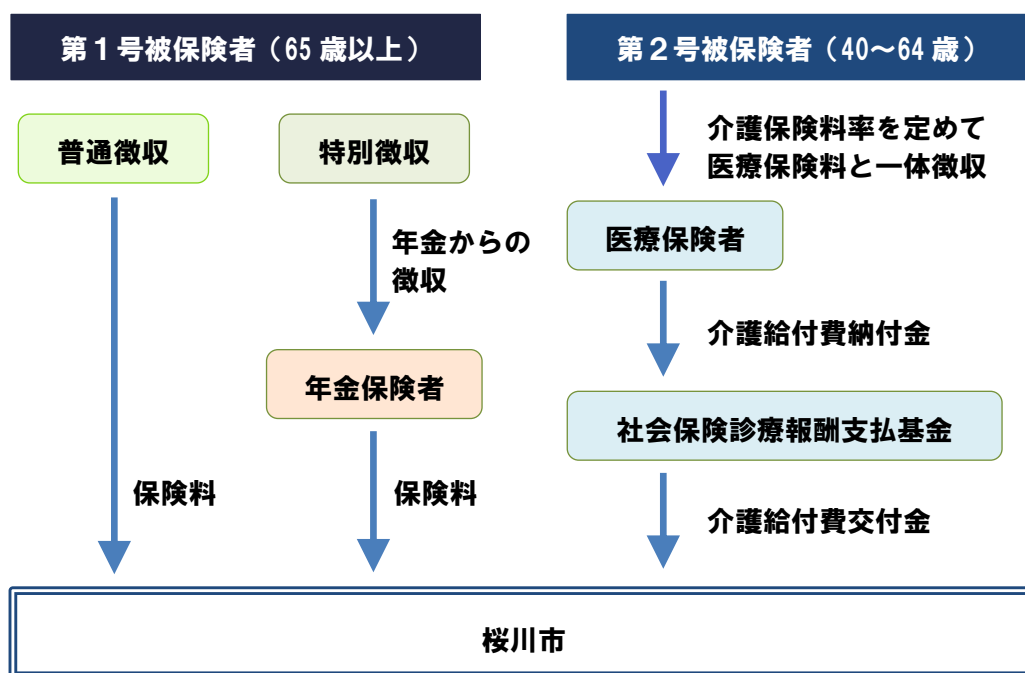 第１号被保険者（65 歳以上）
第２号被保険者（40～64 歳）
普通徴収
特別徴収
介護保険料率を定めて
医療保険料と一体徴収
年金からの
徴収
医療保険者
介護給付費納付金
年金保険者
社会保険診療報酬支払基金
保険料
保険料
介護給付費交付金
桜川市